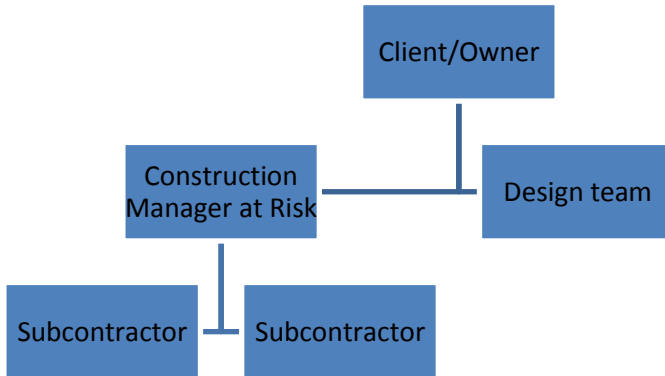 Client/Owner
Construction
Manager at Risk
Design team
Subcontractor
Subcontractor